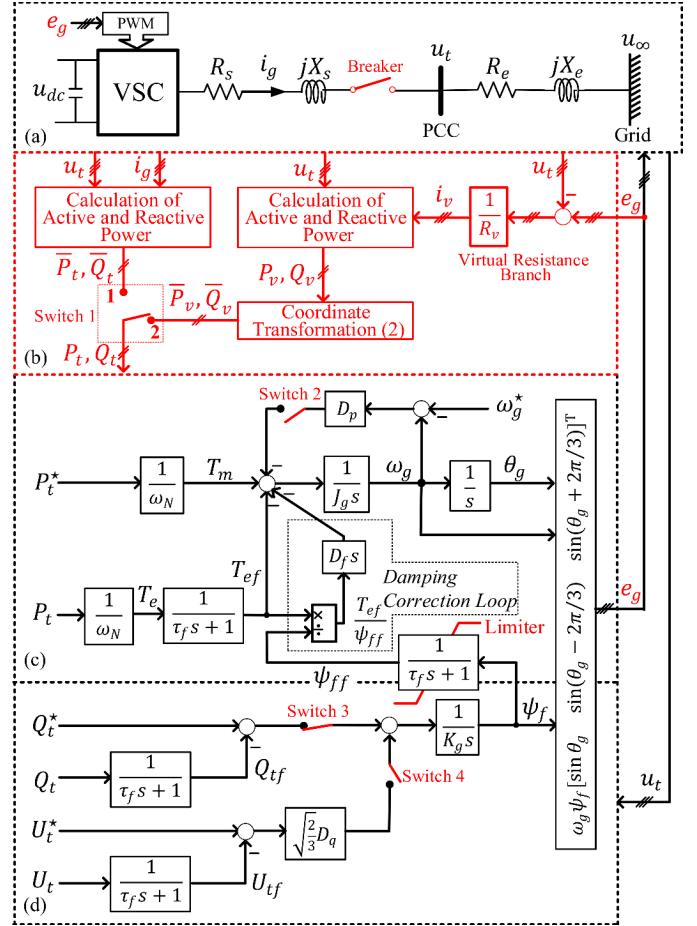 e_g
PWM
u_dc
VSC
R_s
i_g
jX_s
Breaker
u_t
PCC
R_e
jX_e
u_∞
Grid
(a)
u_t
i_g
u_t
u_t
e_g
Calculation of
Active and Reactive
Power
Calculation of
Active and Reactive
Power
i_v
1/R_v
Virtual Resistance
Branch
P̅_t, Q̅_t
P_v, Q_v
P̅_v, Q̅_v
Switch 1
1
2
Coordinate
Transformation (2)
P_t, Q_t
(b)
Switch 2
D_p
ω_g^⋆
P_t^⋆
1/ω_N
T_m
1/(J_g s)
ω_g
1/s
θ_g
D_f s
Damping
Correction Loop
T_ef
T_ef/ψ_ff
P_t
1/ω_N
T_e
1/(τ_f s + 1)
×
÷
Limiter
1/(τ_f s + 1)
ψ_ff
ψ_f
(c)
ω_g ψ_f [sin θ_g sin(θ_g − 2π/3) sin(θ_g + 2π/3)]^T
e_g
u_t
Q_t^⋆
Switch 3
1/(K_g s)
Q_t
1/(τ_f s + 1)
Q_tf
Switch 4
U_t^⋆
√(2/3) D_q
U_t
1/(τ_f s + 1)
U_tf
(d)